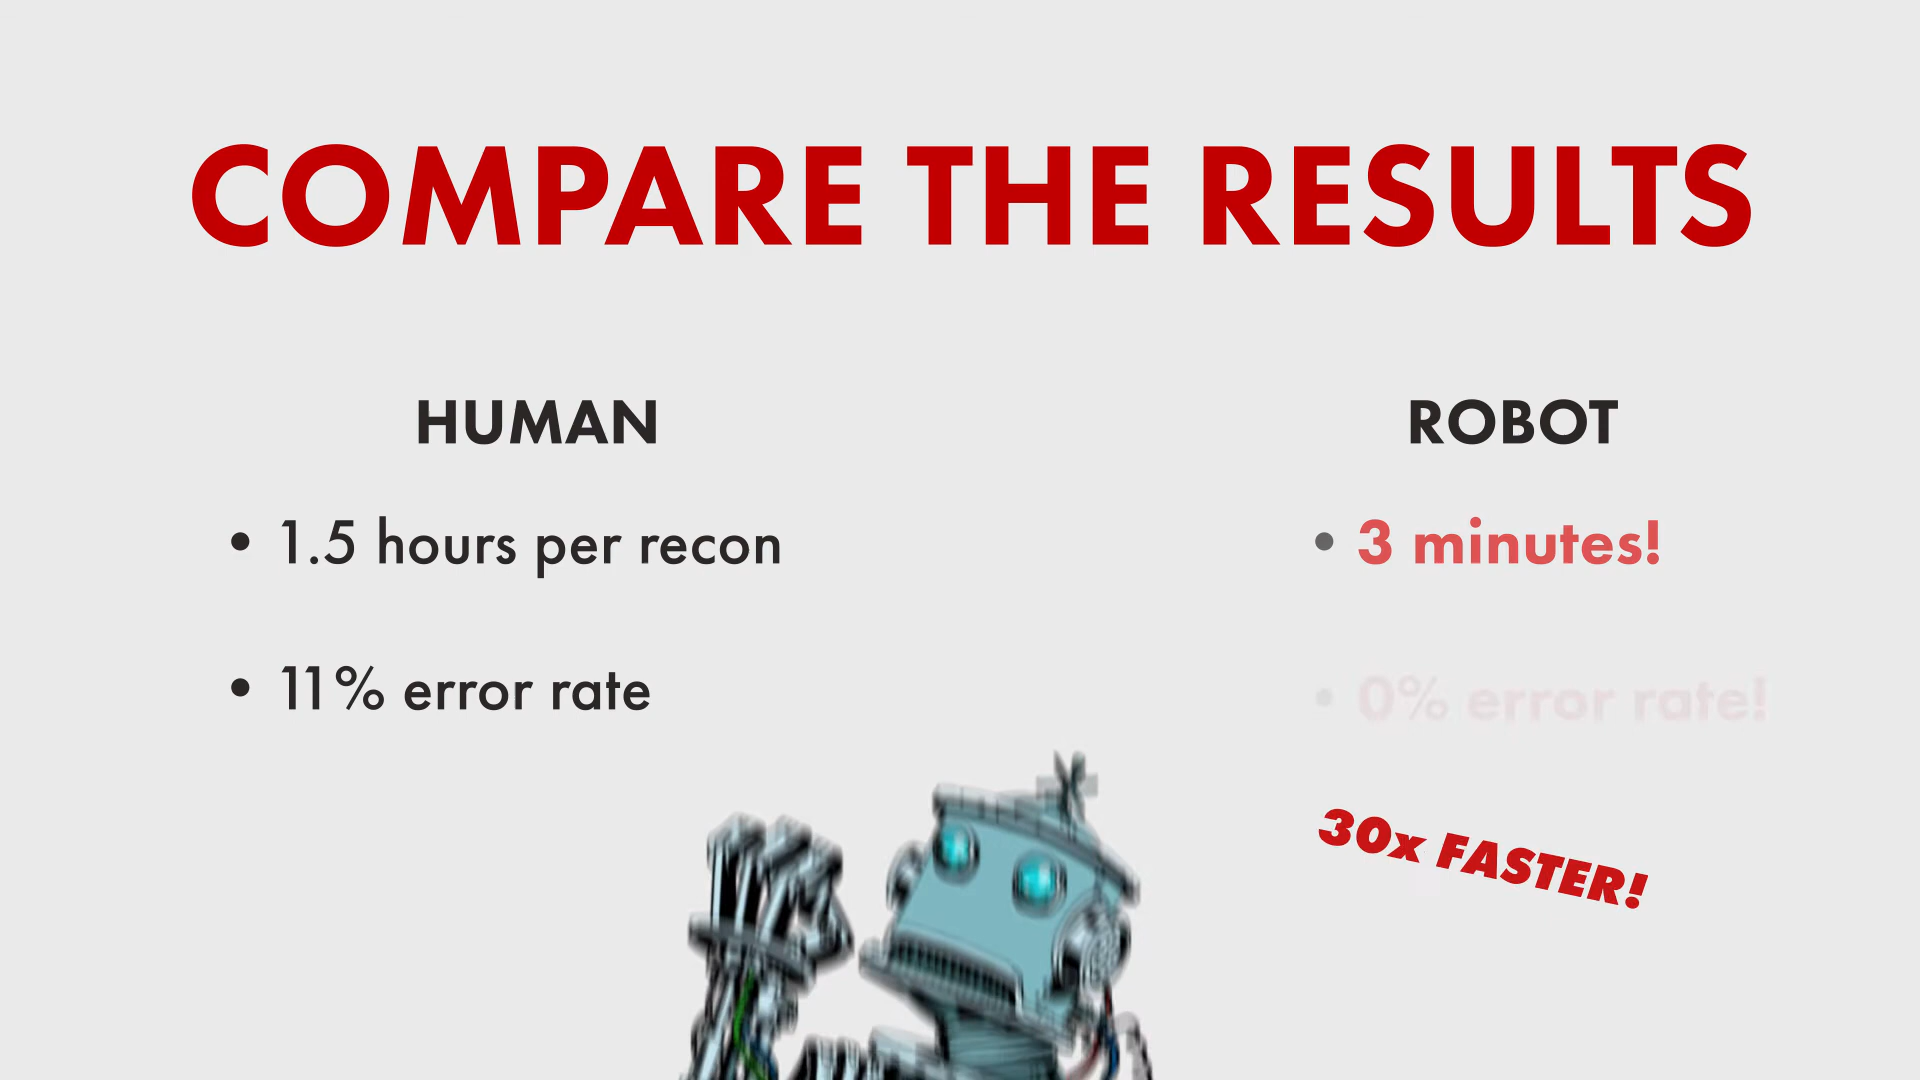 COMPARE THE RESULTS
HUMAN
• 1.5 hours per recon
• 11% error rate
ROBOT
• 3 minutes!
• 0% error rate!
30x FASTER!